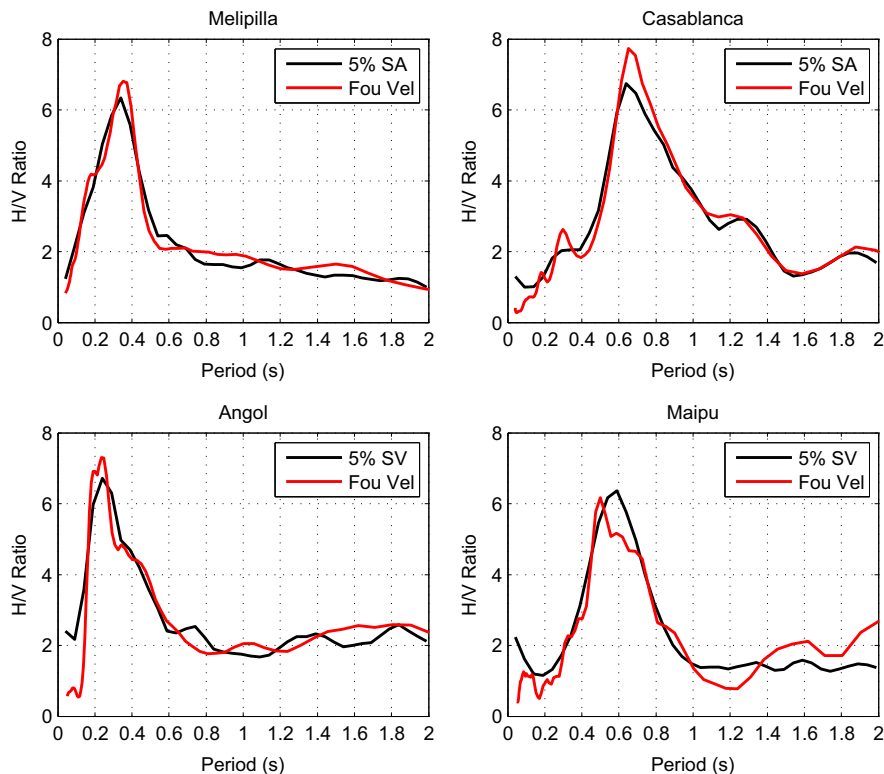 Melipilla
8
6
4
2
0
H/V Ratio
5% SA
Fou Vel
0 0.2 0.4 0.6 0.8 1 1.2 1.4 1.6 1.8 2
Period (s)
Casablanca
8
6
4
2
0
H/V Ratio
5% SA
Fou Vel
0 0.2 0.4 0.6 0.8 1 1.2 1.4 1.6 1.8 2
Period (s)
Angol
8
6
4
2
0
H/V Ratio
5% SV
Fou Vel
0 0.2 0.4 0.6 0.8 1 1.2 1.4 1.6 1.8 2
Period (s)
Maipu
8
6
4
2
0
H/V Ratio
5% SV
Fou Vel
0 0.2 0.4 0.6 0.8 1 1.2 1.4 1.6 1.8 2
Period (s)